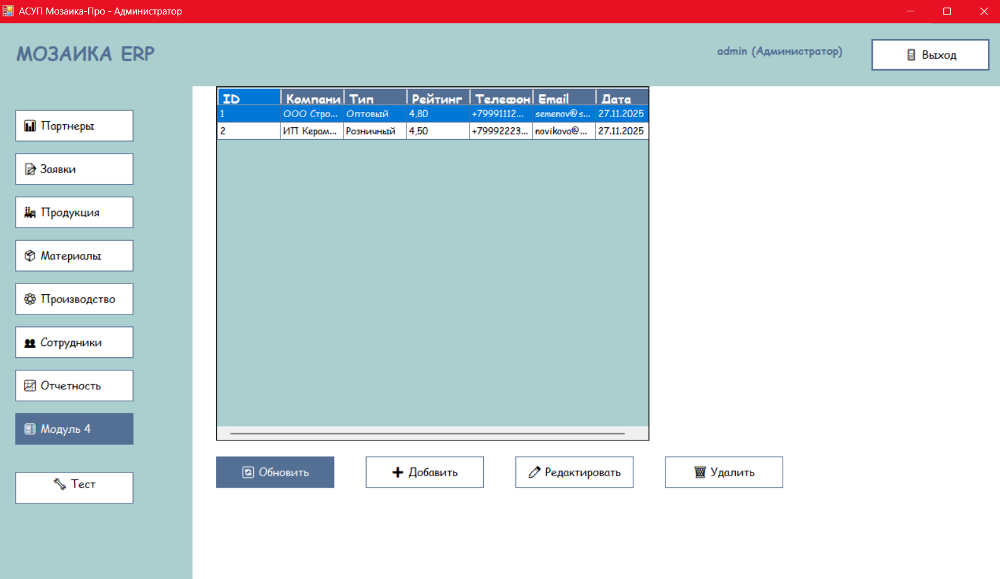 АСУП Мозаика-Про - Администратор
МОЗАИКА ERP
admin (Администратор)
Выход
Партнеры
Заявки
Продукция
Материалы
Производство
Сотрудники
Отчетность
Модуль 4
Тест
ID Компани Тип Рейтинг Телефон Email Дата
1 ООО Стро... Оптовый 4,80 +79991112... semenov@s... 27.11.2025
2 ИП Керам... Розничный 4,50 +79992223... novikova@... 27.11.2025
Обновить
Добавить
Редактировать
Удалить